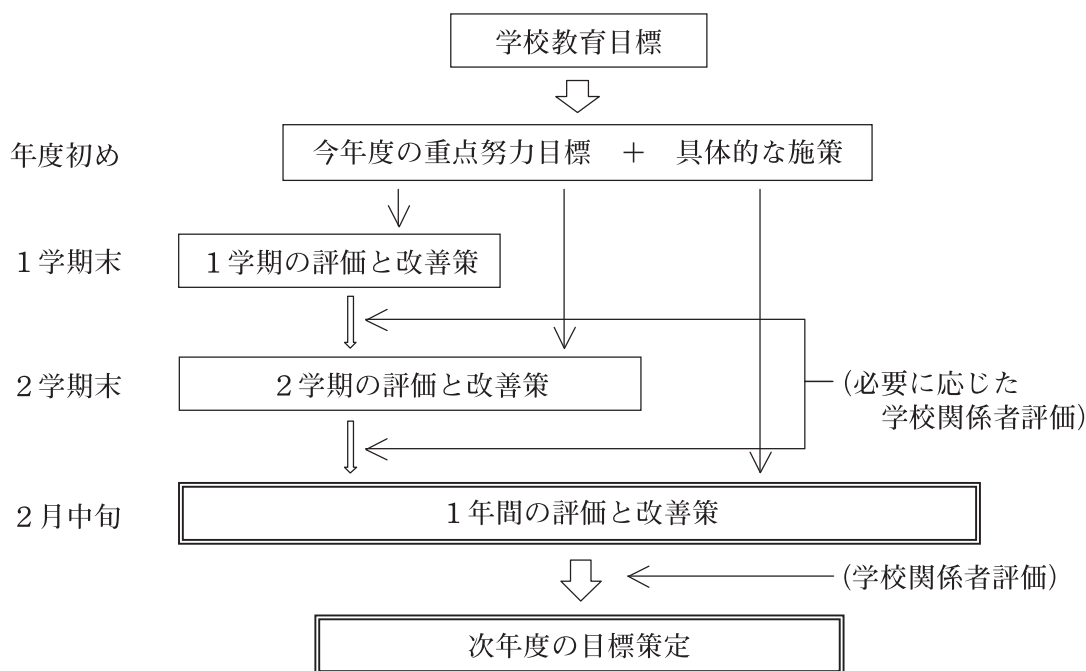 学校教育目標
年度初め
今年度の重点努力目標 + 具体的な施策
1学期末
1学期の評価と改善策
2学期末
2学期の評価と改善策
(必要に応じた
学校関係者評価)
2月中旬
1年間の評価と改善策
(学校関係者評価)
次年度の目標策定